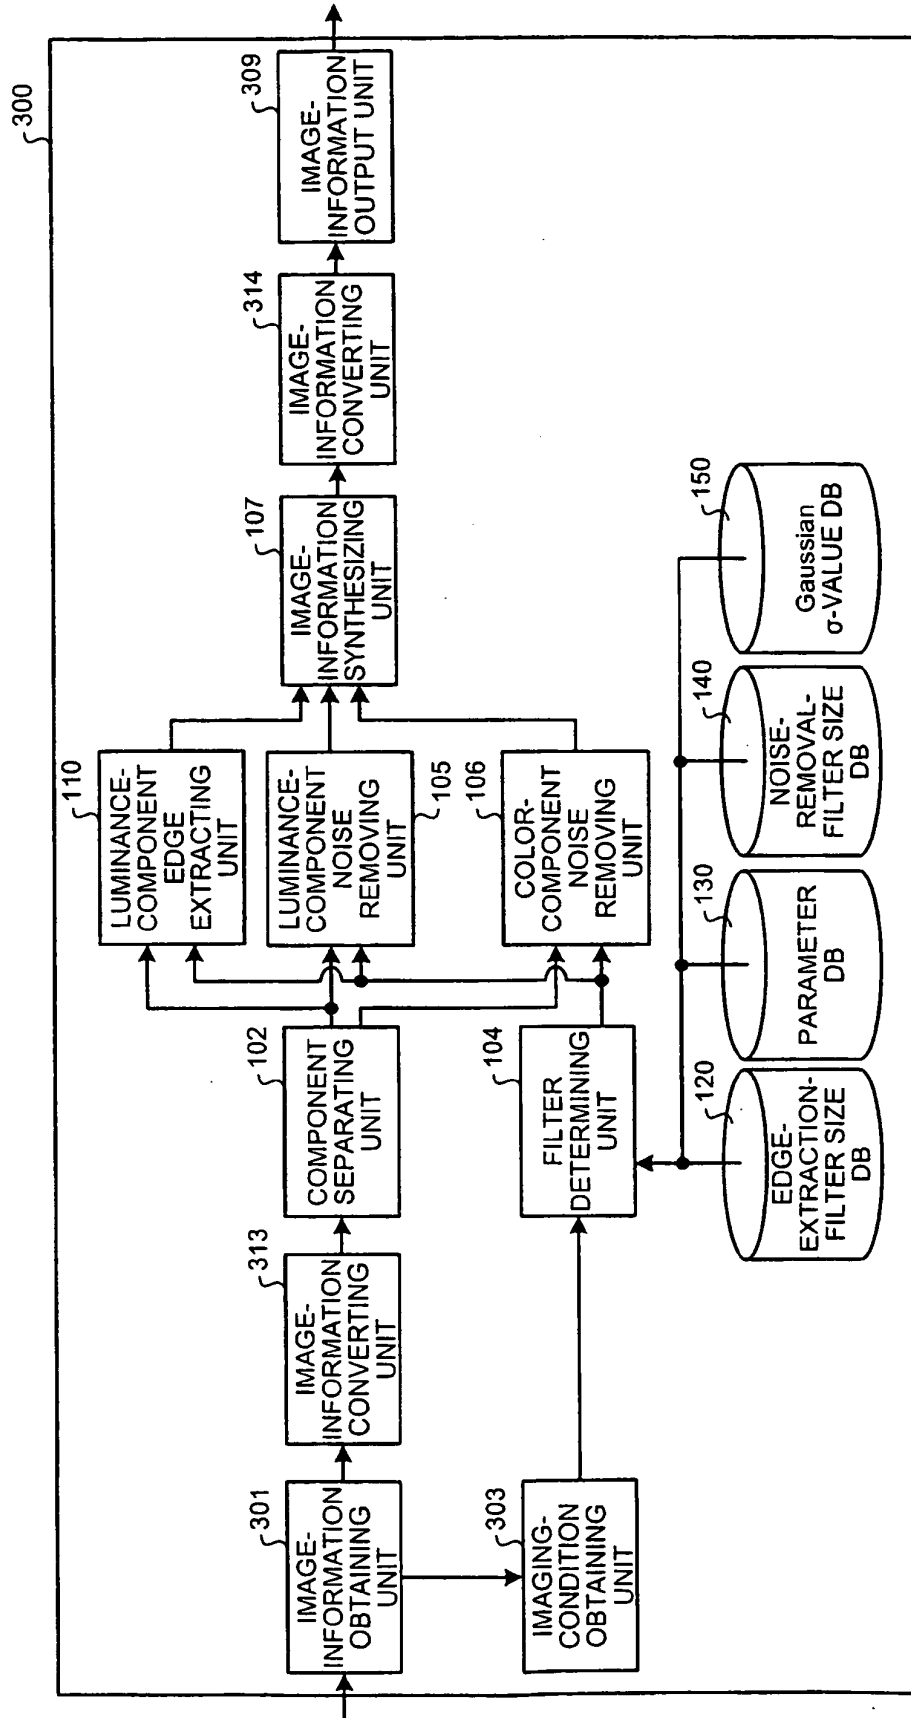 300
301
IMAGE-
INFORMATION
OBTAINING
UNIT
313
IMAGE-
INFORMATION
CONVERTING
UNIT
102
COMPONENT
SEPARATING
UNIT
110
LUMINANCE-
COMPONENT
EDGE
EXTRACTING
UNIT
105
LUMINANCE-
COMPONENT
NOISE
REMOVING
UNIT
106
COLOR-
COMPONENT
NOISE
REMOVING
UNIT
107
IMAGE-
INFORMATION
SYNTHESIZING
UNIT
314
IMAGE-
INFORMATION
CONVERTING
UNIT
309
IMAGE-
INFORMATION
OUTPUT UNIT
303
IMAGING-
CONDITION
OBTAINING
UNIT
104
FILTER
DETERMINING
UNIT
120
EDGE-
EXTRACTION-
FILTER SIZE
DB
130
PARAMETER
DB
140
NOISE-
REMOVAL-
FILTER SIZE
DB
150
Gaussian
σ-VALUE DB